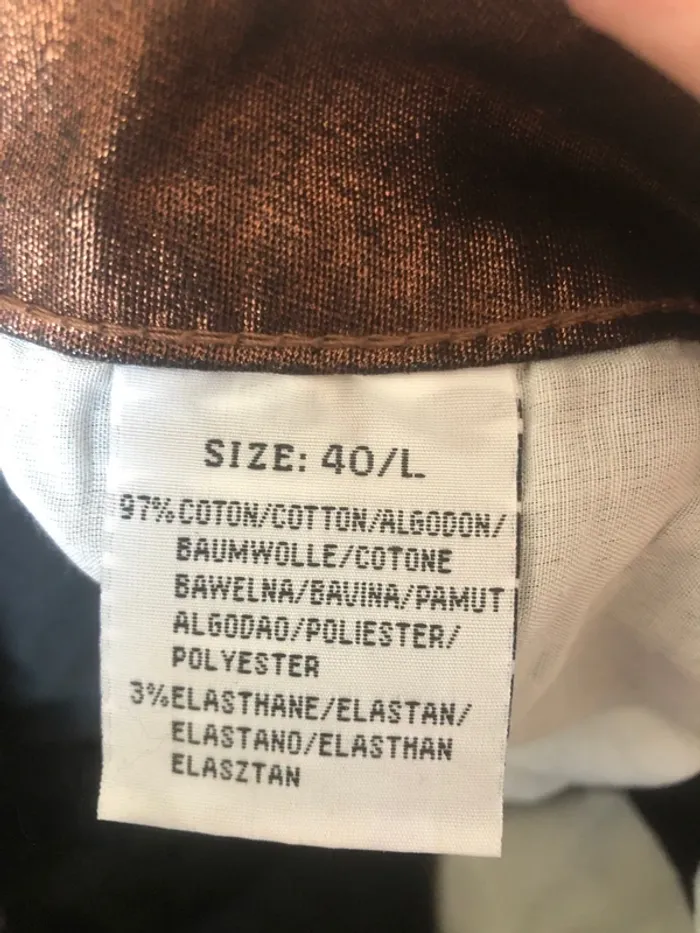 SIZE: 40/L
97%COTON/COTTON/ALGODON/
BAUMWOLLE/COTONE
BAWELNA/BAVINA/PAMUT
ALGODAO/POLIESTER/
POLYESTER
3%ELASTHANE/ELASTAN/
ELASTANO/ELASTHAN
ELASZTAN